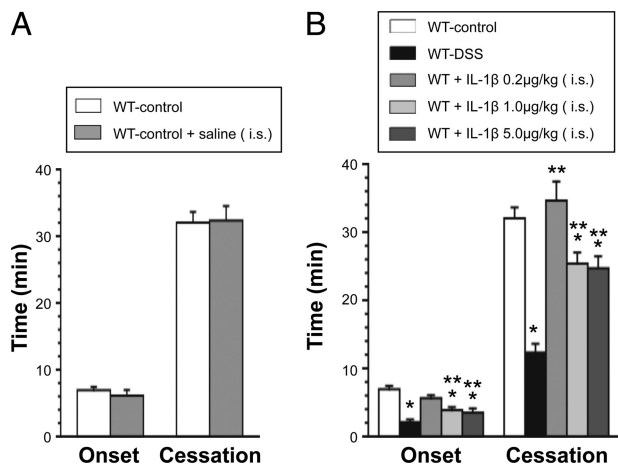 A
WT-control
WT-control + saline ( i.s.)
Time (min)
40
30
20
10
0
Onset Cessation
B
WT-control
WT-DSS
WT + IL-1β 0.2µg/kg ( i.s.)
WT + IL-1β 1.0µg/kg ( i.s.)
WT + IL-1β 5.0µg/kg ( i.s.)
Time (min)
40
30
20
10
0
*
**
*
**
*
*
**
**
*
**
*
Onset Cessation